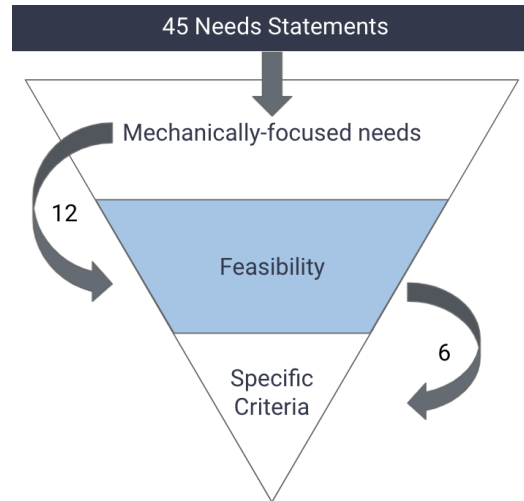 45 Needs Statements
Mechanically-focused needs
12
Feasibility
6
Specific
Criteria